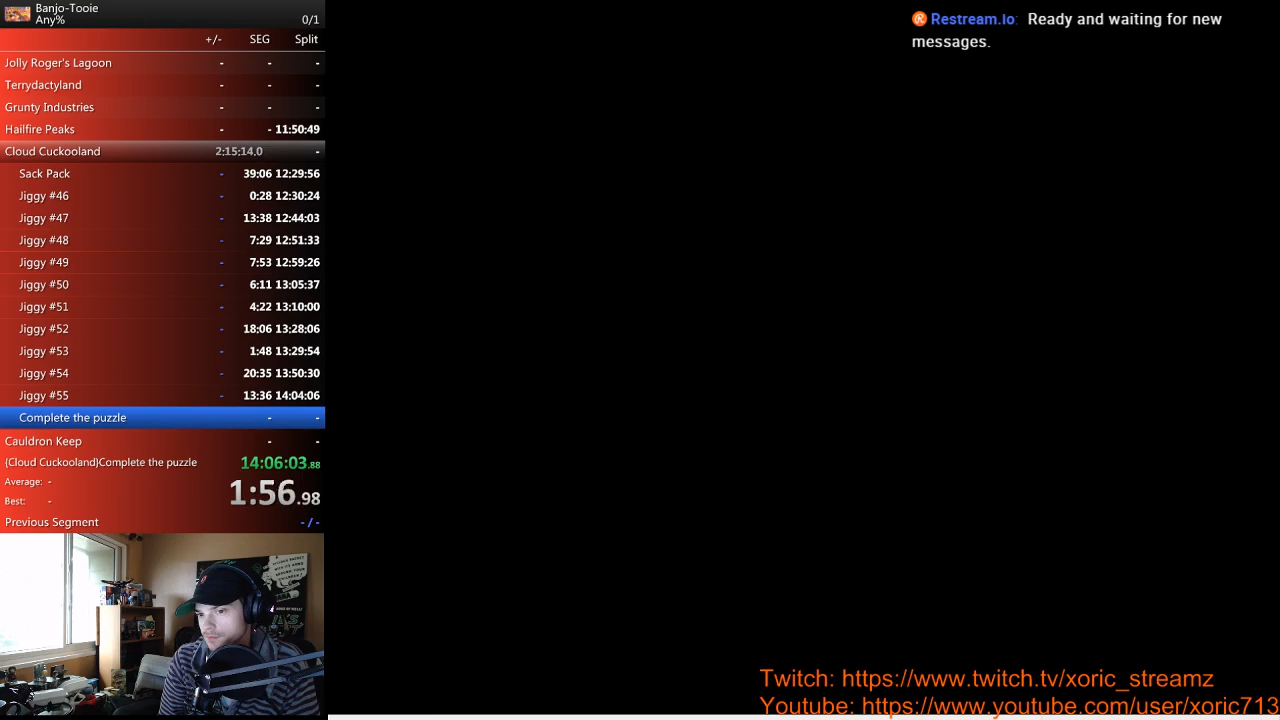 Banjo-Tooie
Any%
0/1
+/- SEG Split
Jolly Roger's Lagoon - - -
Terrydactyland - - -
Grunty Industries - - -
Hailfire Peaks - - 11:50:49
Cloud Cuckooland 2:15:14.0 -
Sack Pack - 39:06 12:29:56
Jiggy #46 - 0:28 12:30:24
Jiggy #47 - 13:38 12:44:03
Jiggy #48 - 7:29 12:51:33
Jiggy #49 - 7:53 12:59:26
Jiggy #50 - 6:11 13:05:37
Jiggy #51 - 4:22 13:10:00
Jiggy #52 - 18:06 13:28:06
Jiggy #53 - 1:48 13:29:54
Jiggy #54 - 20:35 13:50:30
Jiggy #55 - 13:36 14:04:06
Complete the puzzle - -
Cauldron Keep - -
{Cloud Cuckooland}Complete the puzzle 14:06:03.88
Average: -
1:56.98
Best: -
Previous Segment - / -
Restream.io: Ready and waiting for new
messages.
Twitch: https://www.twitch.tv/xoric_streamz
Youtube: https://www.youtube.com/user/xoric713